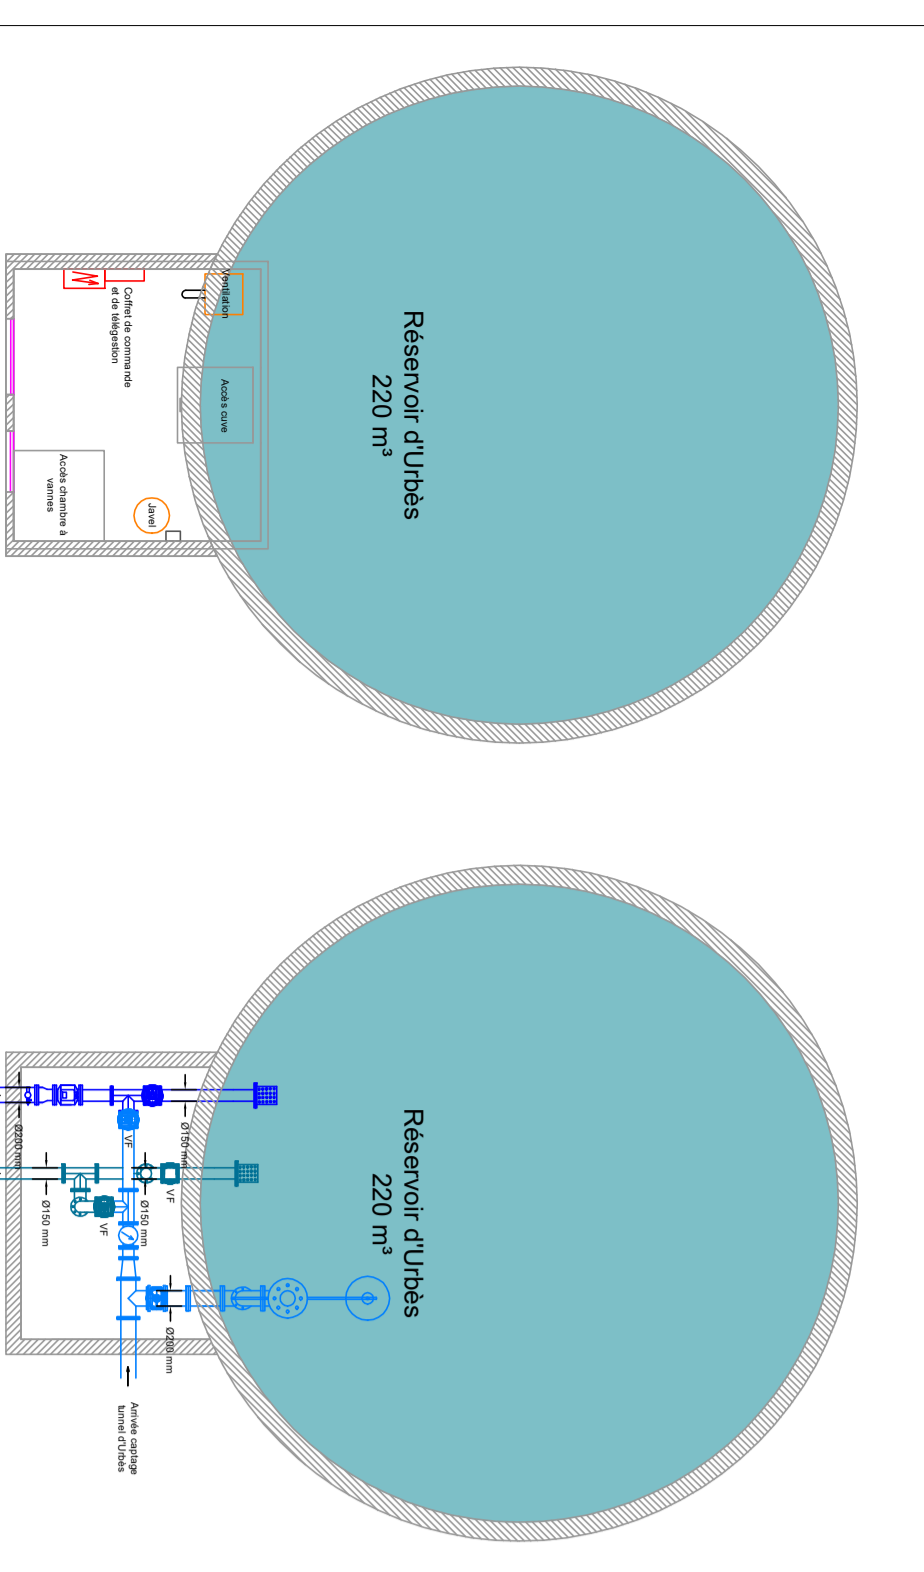 Réservoir d'Urbès
220 m³
Ventilation
Coffret de commande
et de télégestion
Accès cuve
Accès chambre à
vannes
Javel
Réservoir d'Urbès
220 m³
Ø200 mm
Ø150 mm
VF
VF
Ø150 mm
Ø150 mm
VF
Ø200 mm
Arrivée captage
tunnel d'Urbès